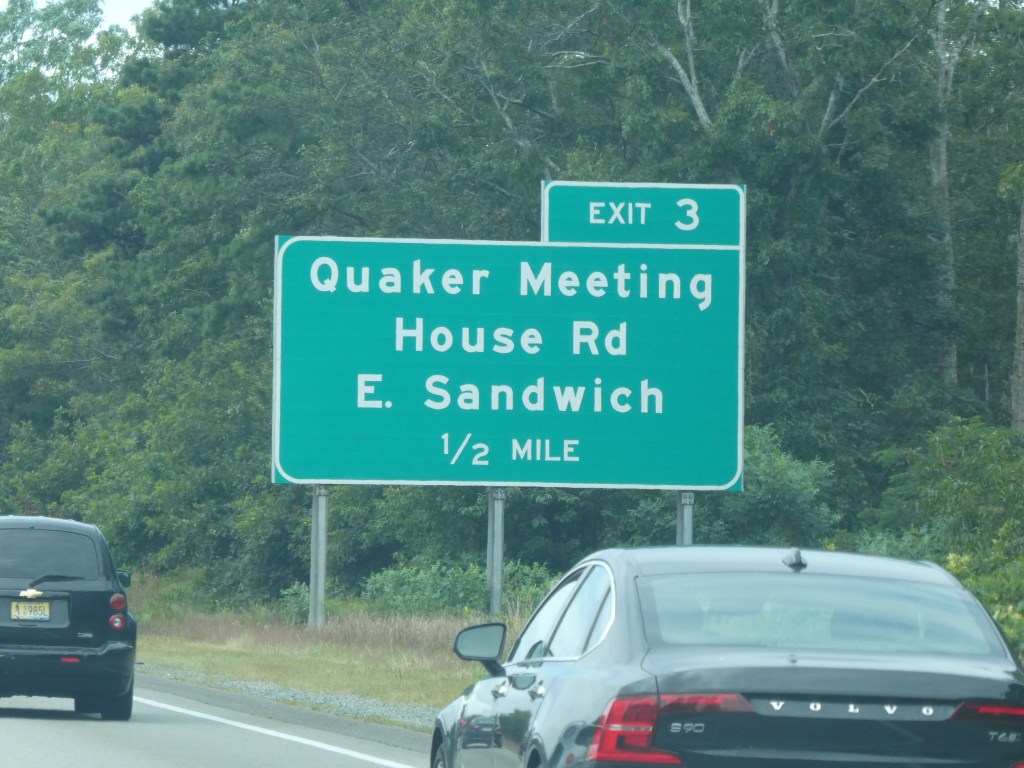 EXIT 3
Quaker Meeting
House Rd
E. Sandwich
1/2 MILE
VOLVO
S90